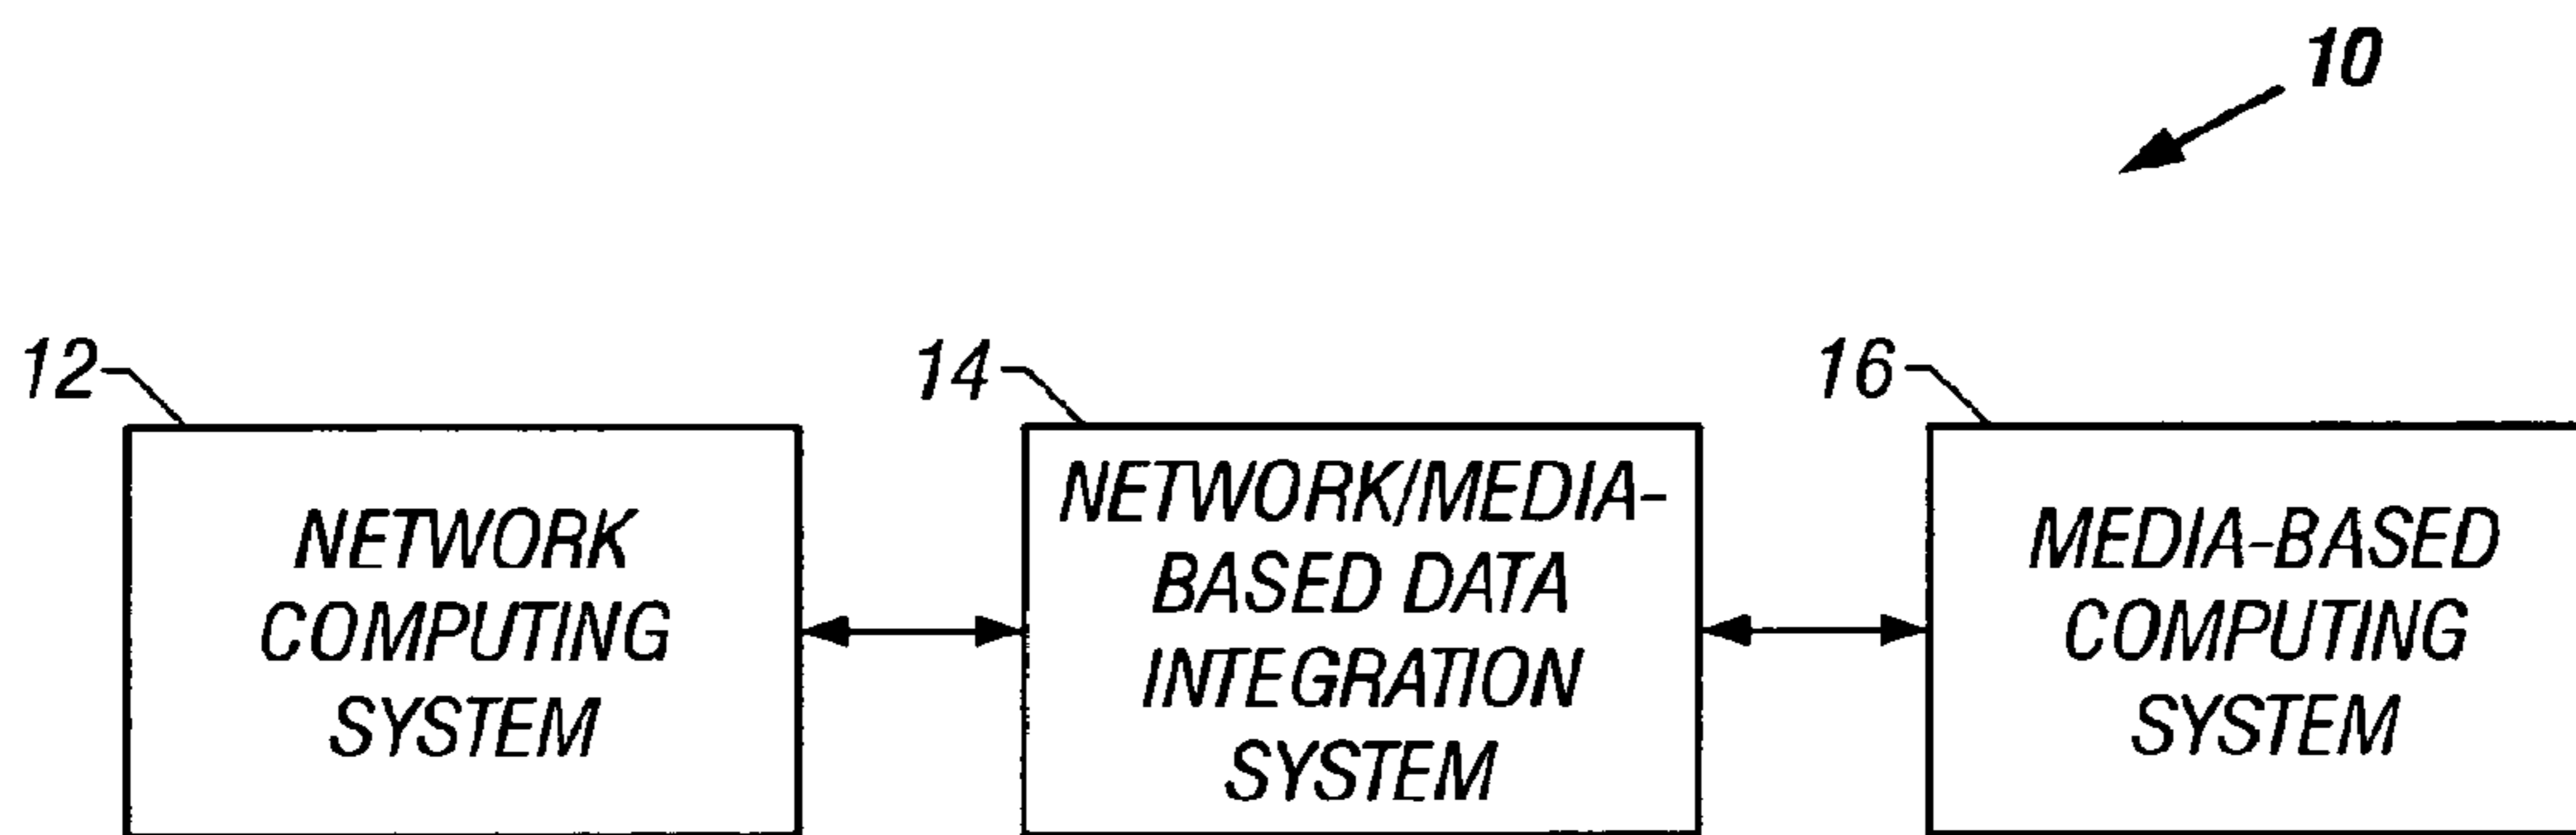 10
12
14
16
NETWORK
COMPUTING
SYSTEM
NETWORK/MEDIA-
BASED DATA
INTEGRATION
SYSTEM
MEDIA-BASED
COMPUTING
SYSTEM